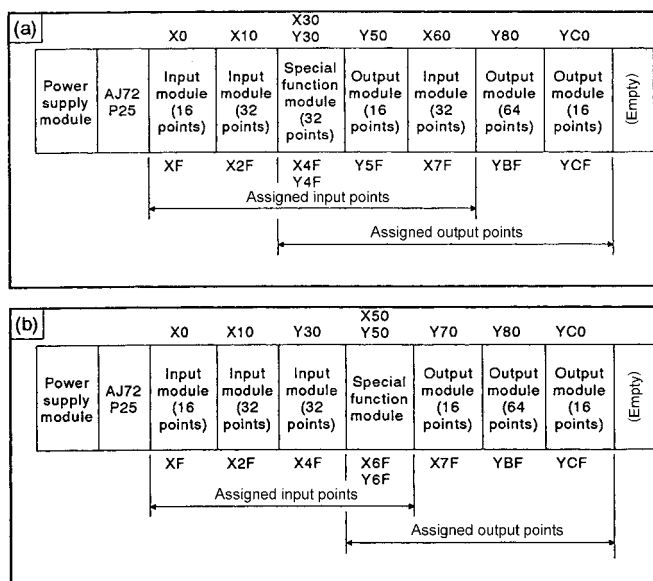 (a)
X30
X0 X10 Y30 Y50 X60 Y80 YC0
Power supply module
AJ72 P25
Input module (16 points)
Input module (32 points)
Special function module (32 points)
Output module (16 points)
Input module (32 points)
Output module (64 points)
Output module (16 points)
(Empty)
XF X2F X4F Y5F X7F YBF YCF
Y4F
Assigned input points
Assigned output points
(b)
X50
X0 X10 Y30 Y50 Y70 Y80 YC0
Power supply module
AJ72 P25
Input module (16 points)
Input module (32 points)
Input module (32 points)
Special function module
Output module (16 points)
Output module (64 points)
Output module (16 points)
(Empty)
XF X2F X4F X6F X7F YBF YCF
Y6F
Assigned input points
Assigned output points